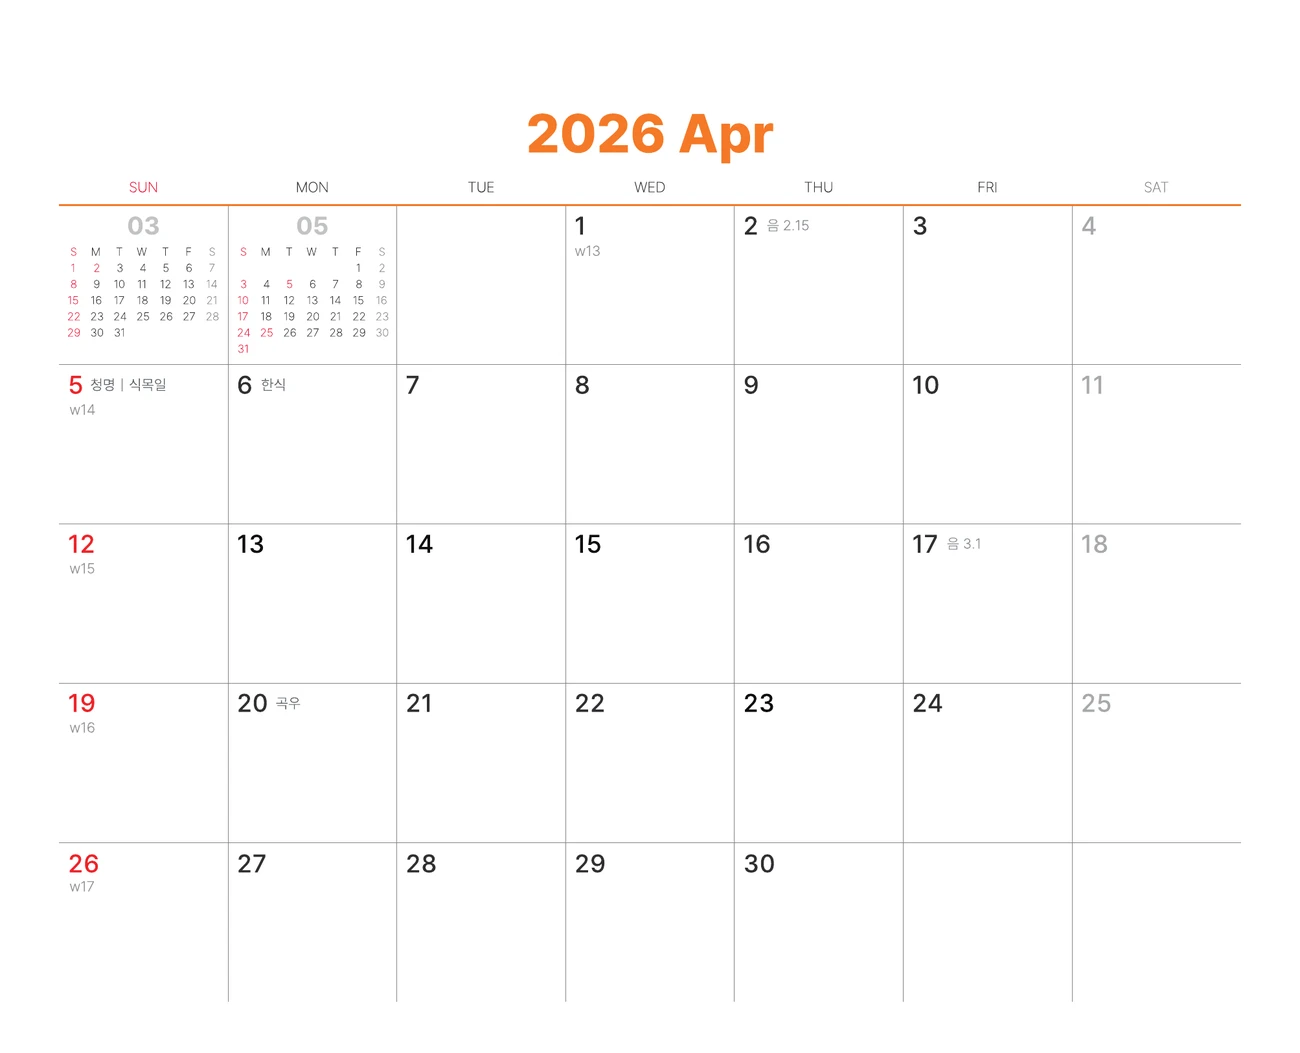 2026 Apr
SUN MON TUE WED THU FRI SAT
03
S M T W T F S
1 2 3 4 5 6 7
8 9 10 11 12 13 14
15 16 17 18 19 20 21
22 23 24 25 26 27 28
29 30 31
05
S M T W T F S
1 2
3 4 5 6 7 8 9
10 11 12 13 14 15 16
17 18 19 20 21 22 23
24 25 26 27 28 29 30
31
1 2 음 2.15 3 4
w13
5 청명 | 식목일 6 한식 7 8 9 10 11
w14
12 13 14 15 16 17 음 3.1 18
w15
19 20 곡우 21 22 23 24 25
w16
26 27 28 29 30
w17